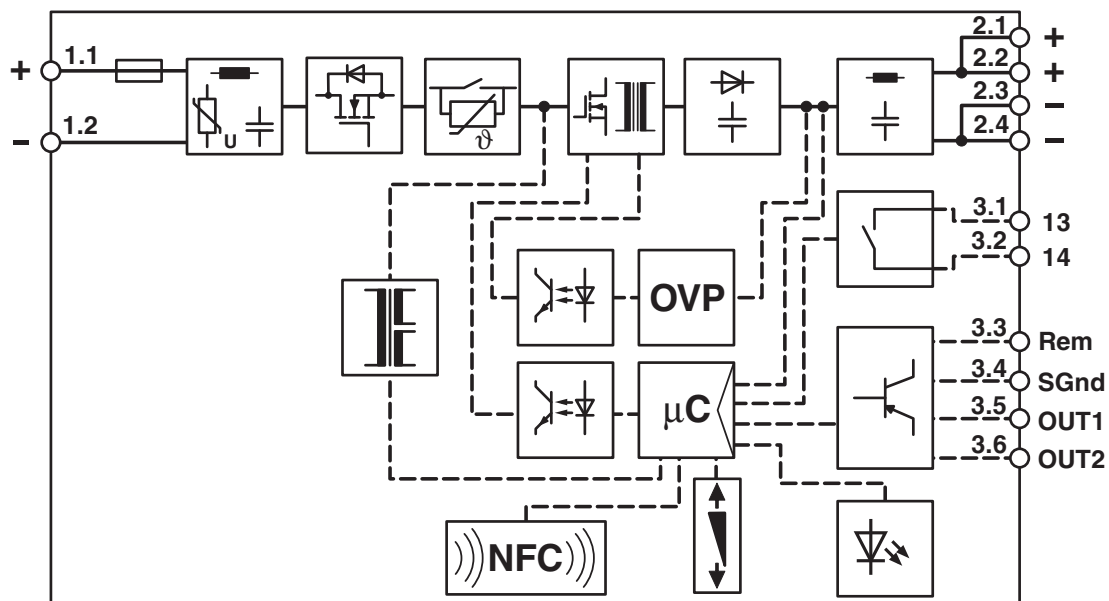 + 1.1
- 1.2
U
ϑ
2.1 +
2.2 +
2.3 −
2.4 −
3.1 13
3.2 14
OVP
3.3 Rem
3.4 SGnd
3.5 OUT1
3.6 OUT2
μC
NFC